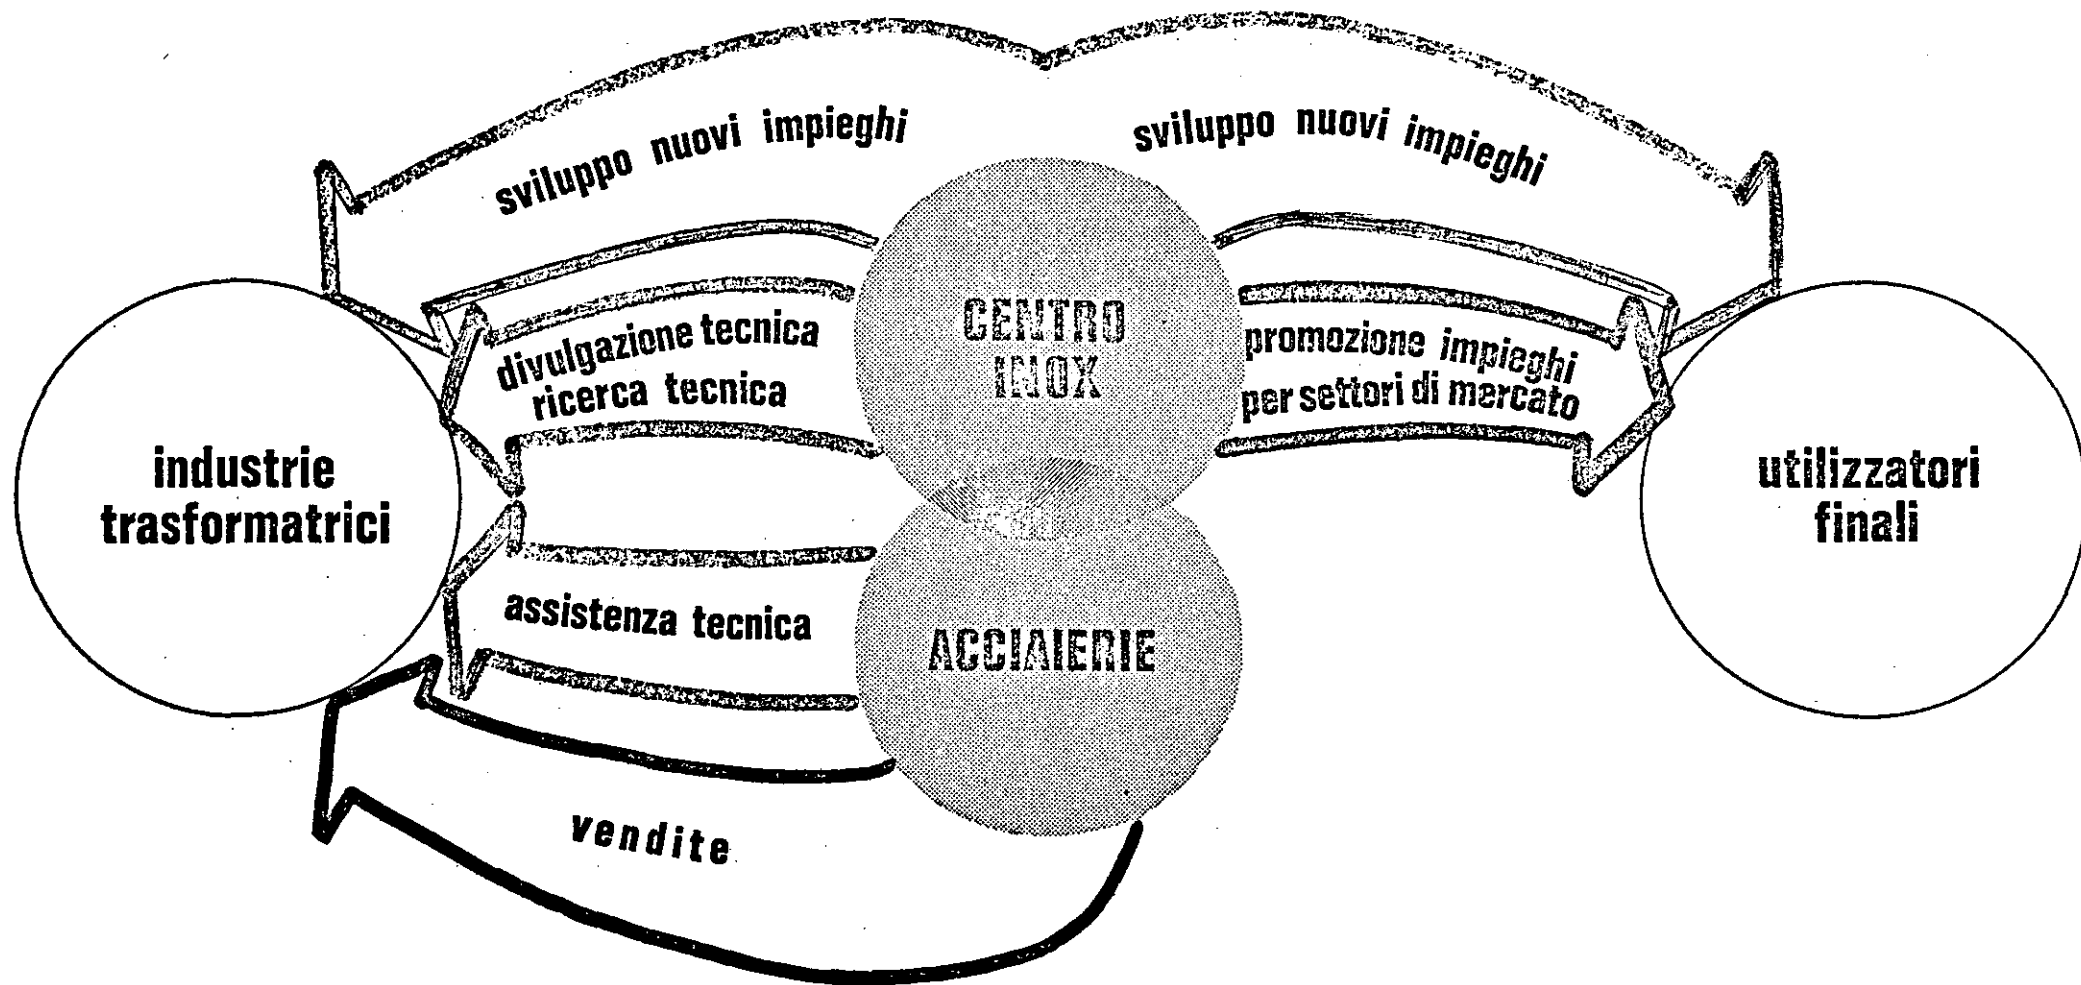 sviluppo nuovi impieghi
sviluppo nuovi impieghi
divulgazione tecnica
ricerca tecnica
CENTRO
INOX
promozione impieghi
per settori di mercato
industrie
trasformatrici
utilizzatori
finali
assistenza tecnica
ACCIAIERIE
vendite